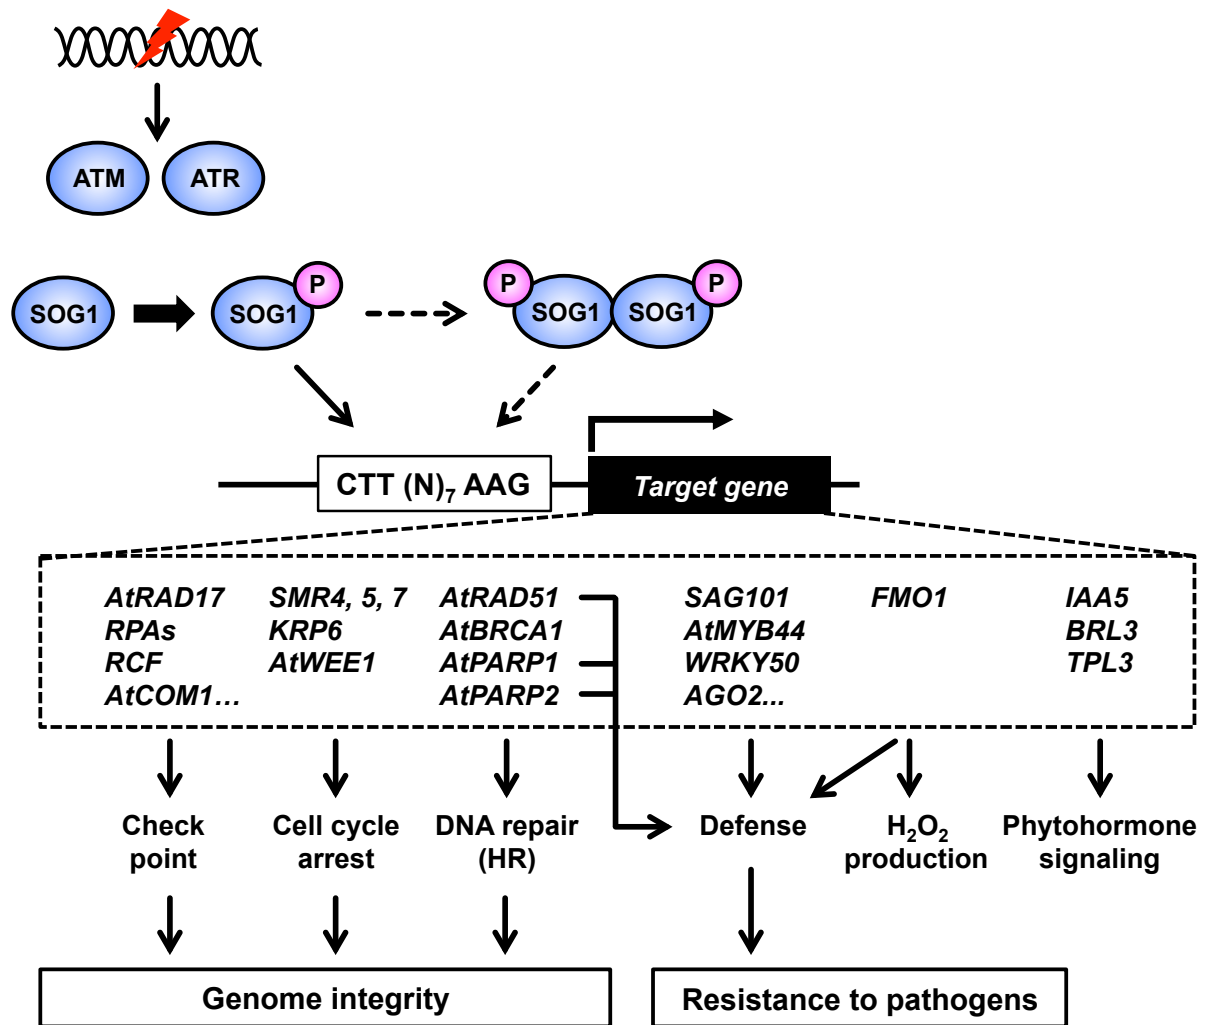 ATM
ATR
SOG1
SOG1
P
P
SOG1
SOG1
P
CTT (N)₇ AAG
Target gene
AtRAD17
RPAs
RCF
AtCOM1...
SMR4, 5, 7
KRP6
AtWEE1
AtRAD51
AtBRCA1
AtPARP1
AtPARP2
SAG101
AtMYB44
WRKY50
AGO2...
FMO1
IAA5
BRL3
TPL3
Check
point
Cell cycle
arrest
DNA repair
(HR)
Defense
H₂O₂
production
Phytohormone
signaling
Genome integrity
Resistance to pathogens